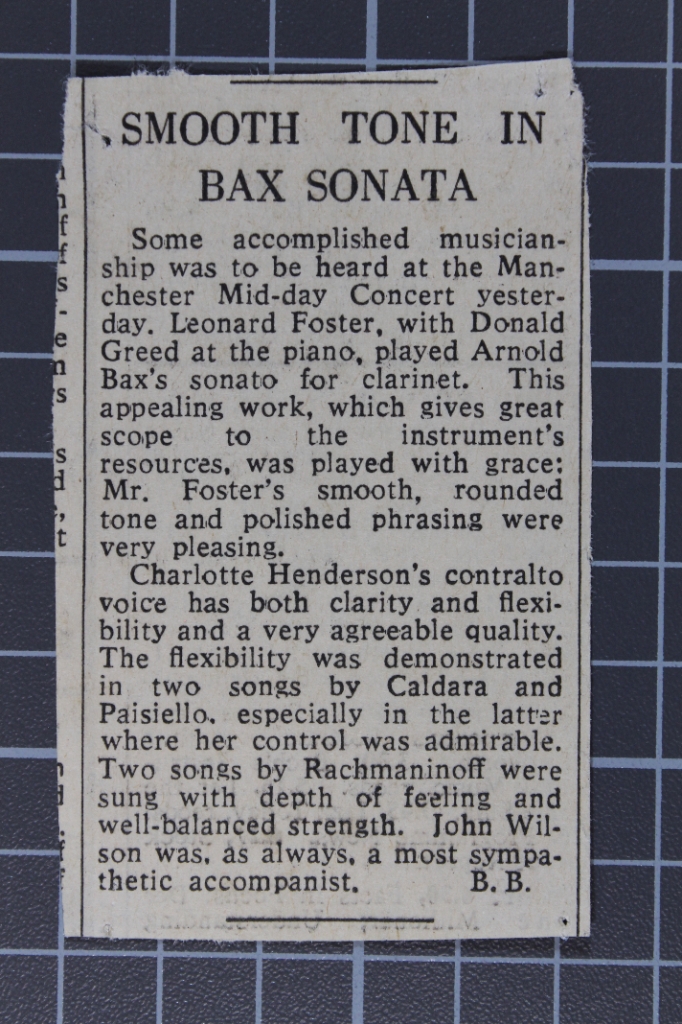 SMOOTH TONE IN
BAX SONATA
Some accomplished musician-
ship was to be heard at the Man-
chester Mid-day Concert yester-
day. Leonard Foster, with Donald
Greed at the piano, played Arnold
Bax's sonato for clarinet. This
appealing work, which gives great
scope to the instrument's
resources, was played with grace:
Mr. Foster's smooth, rounded
tone and polished phrasing were
very pleasing.
Charlotte Henderson's contralto
voice has both clarity and flexi-
bility and a very agreeable quality.
The flexibility was demonstrated
in two songs by Caldara and
Paisiello, especially in the latter
where her control was admirable.
Two songs by Rachmaninoff were
sung with depth of feeling and
well-balanced strength. John Wil-
son was, as always, a most sympa-
thetic accompanist. B. B.